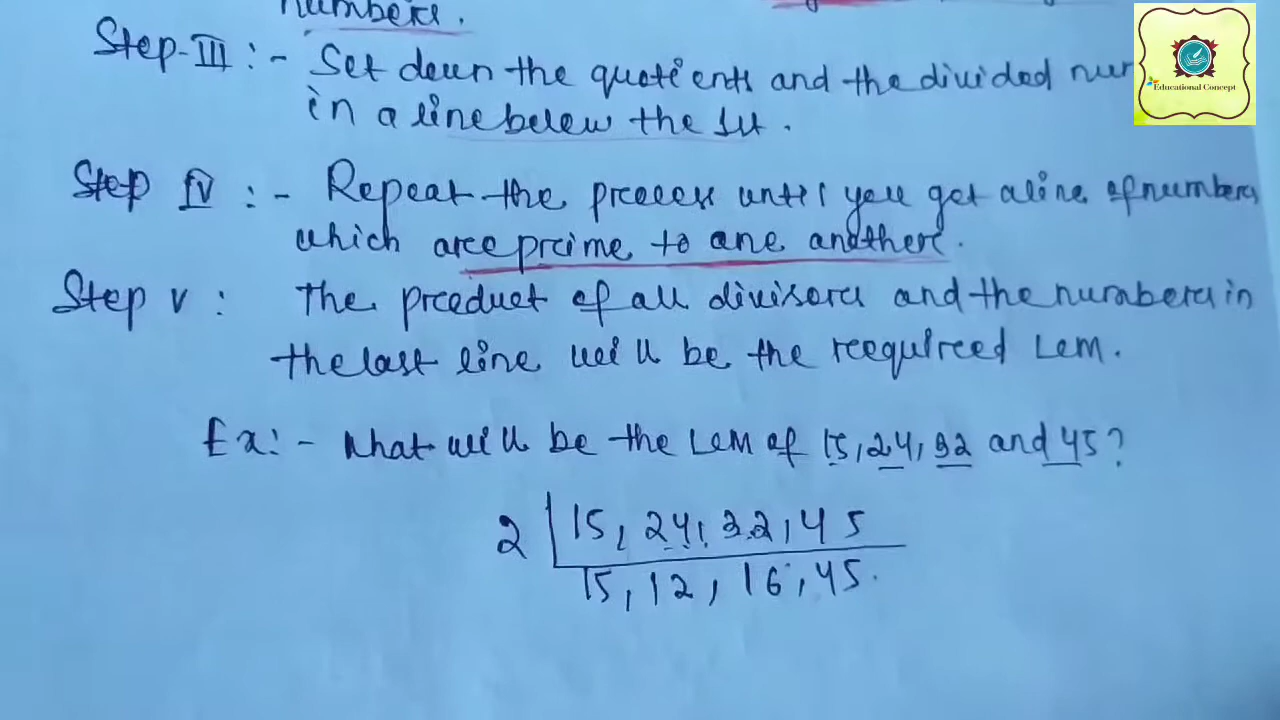 numbers.
Step-III :- Set down the quotients and the divided num
in a line below the 1st.
Educational Concept
Step IV :- Repeat the process until you get a line of numbers
which are prime to one another.
Step V : The product of all divisors and the numbers in
the last line will be the required Lcm.
Ex:- What will be the Lcm of 15, 24, 32 and 45?
2 | 15, 24, 32, 45
15, 12, 16, 45.